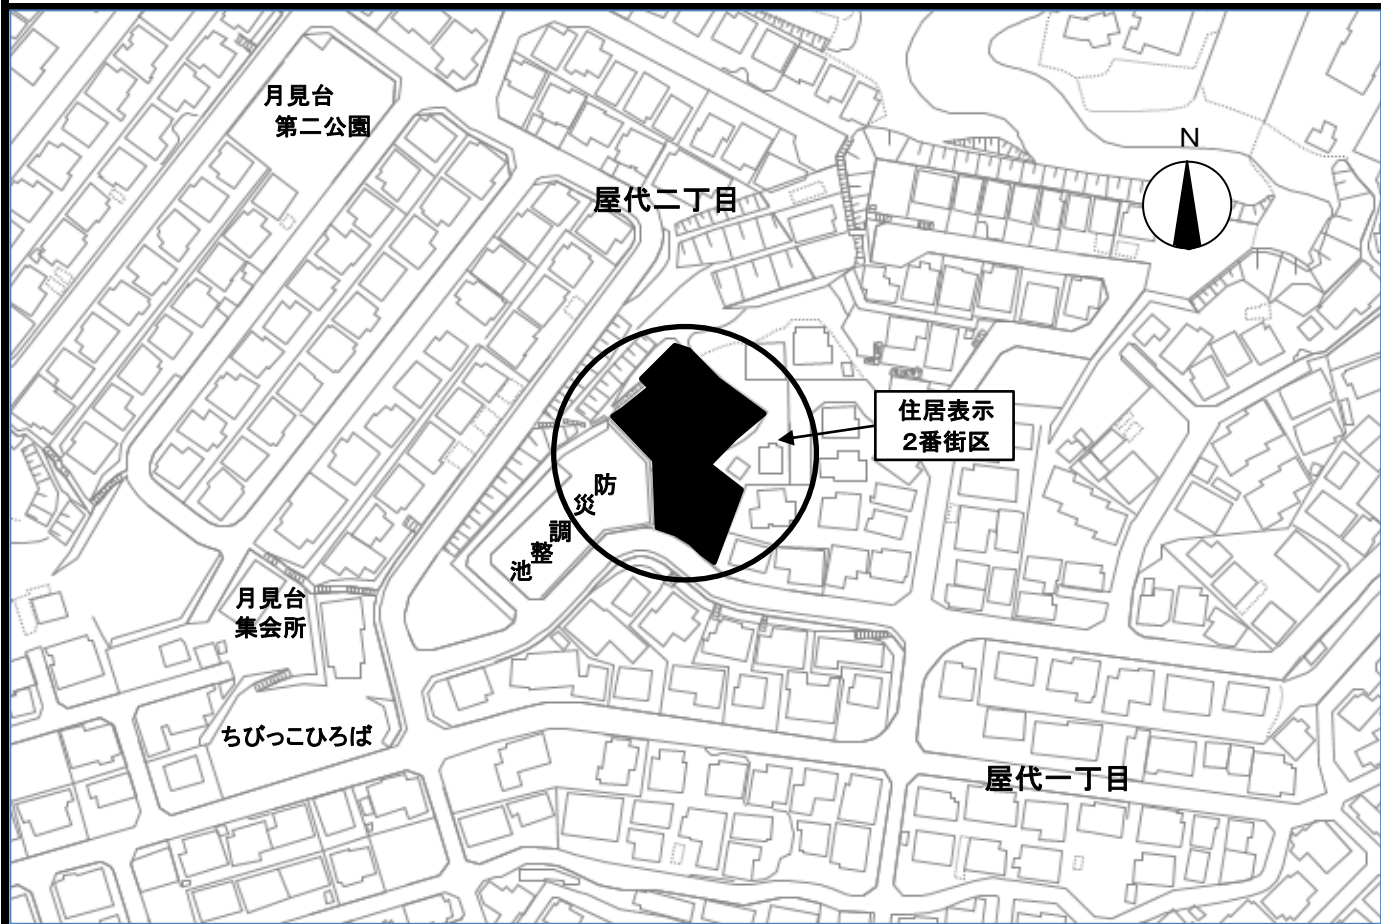 月見台
第二公園
N
屋代二丁目
住居表示
２番街区
防災調整池
月見台
集会所
ちびっこひろば
屋代一丁目